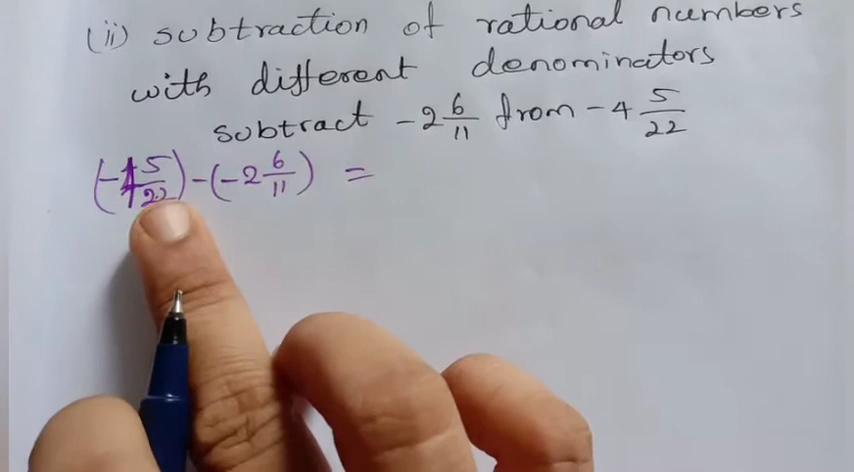 (ii) subtraction of rational numbers
with different denominators
subtract -2 6/11 from -4 5/22
(-4 5/22) - (-2 6/11) =